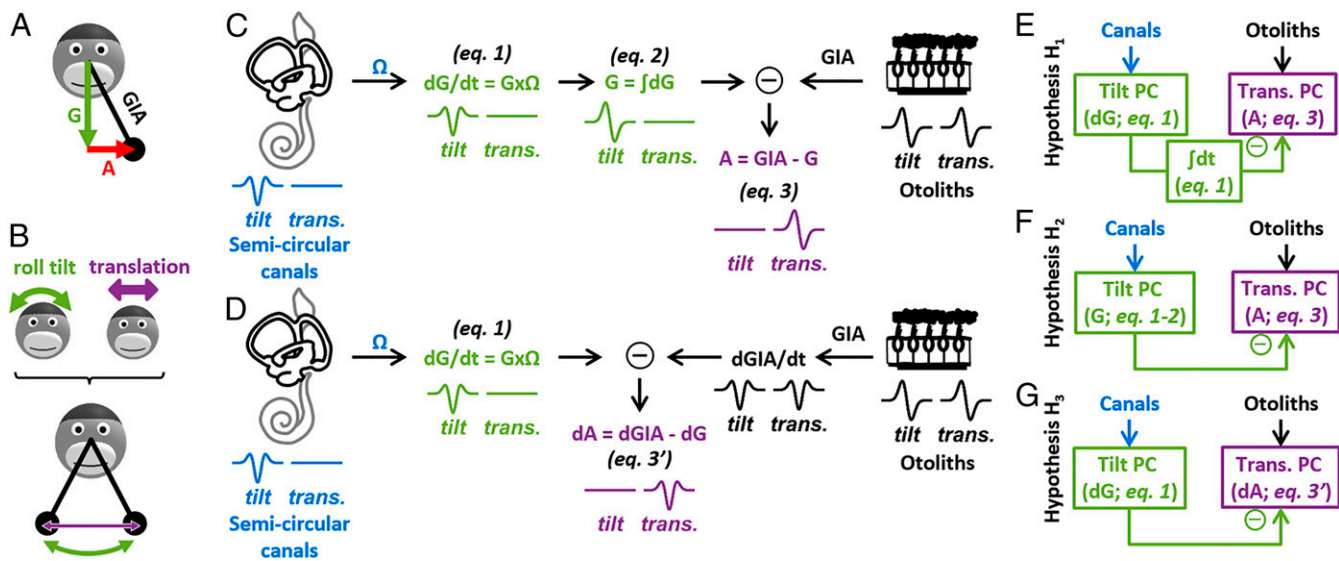 A
G
GIA
A
B
roll tilt translation
C
Ω
(eq. 1)
dG/dt = GxΩ
tilt trans.
(eq. 2)
G = ∫dG
tilt trans.
−
GIA
A = GIA - G
(eq. 3)
tilt trans.
tilt trans.
Otoliths
tilt trans.
Semi-circular
canals
D
Ω
(eq. 1)
dG/dt = GxΩ
tilt trans.
−
dGIA/dt
tilt trans.
GIA
dA = dGIA - dG
(eq. 3’)
tilt trans.
tilt trans.
Otoliths
tilt trans.
Semi-circular
canals
E
Hypothesis H₁
Canals Otoliths
Tilt PC
(dG; eq. 1)
Trans. PC
(A; eq. 3)
−
∫dt
(eq. 1)
F
Hypothesis H₂
Canals Otoliths
Tilt PC
(G; eq. 1-2)
Trans. PC
(A; eq. 3)
−
G
Hypothesis H₃
Canals Otoliths
Tilt PC
(dG; eq. 1)
Trans. PC
(dA; eq. 3’)
−